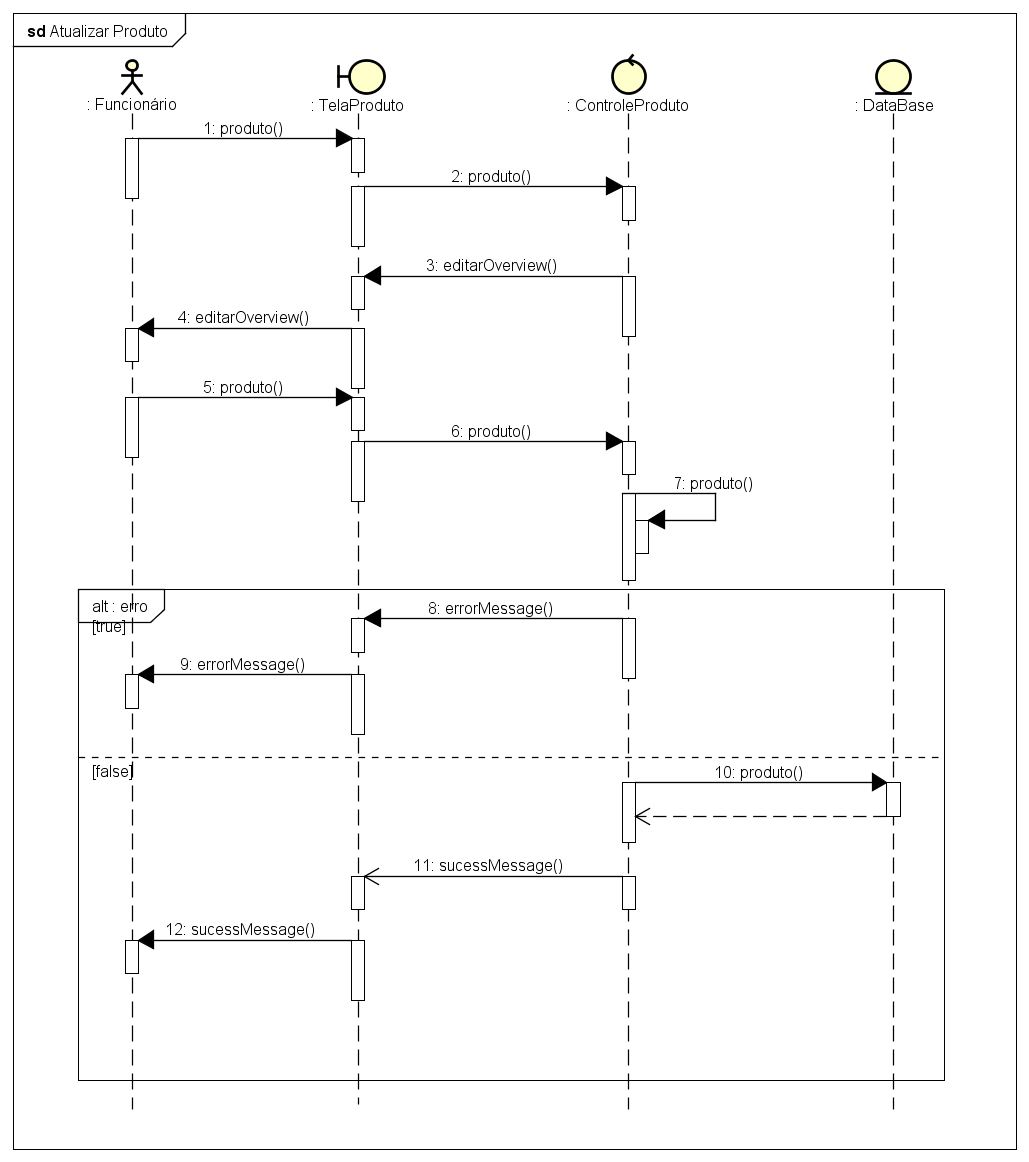 sd Atualizar Produto
: Funcionário
: TelaProduto
: ControleProduto
: DataBase
1: produto()
2: produto()
3: editarOverview()
4: editarOverview()
5: produto()
6: produto()
7: produto()
alt : erro
[true]
8: errorMessage()
9: errorMessage()
[false]
10: produto()
11: sucessMessage()
12: sucessMessage()